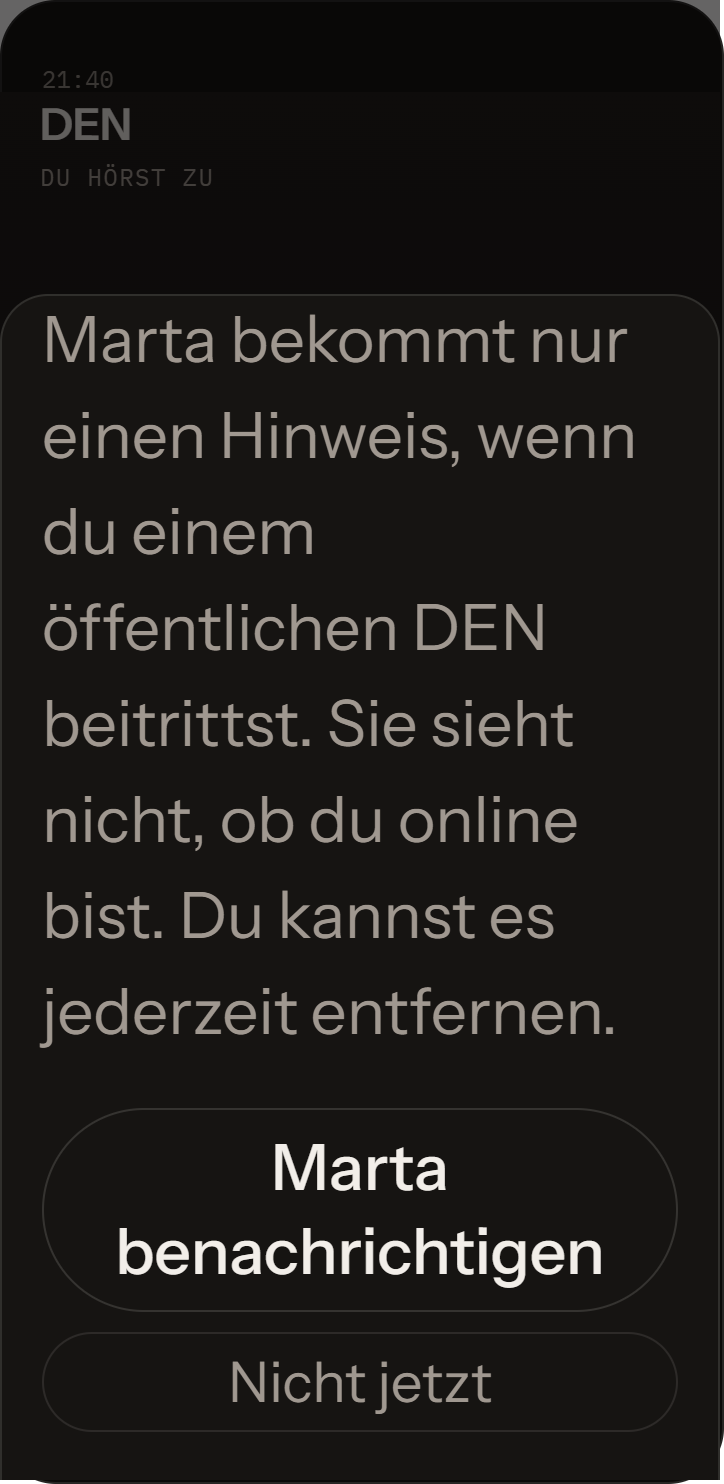 21:40
DEN
DU HÖRST ZU
Marta bekommt nur
einen Hinweis, wenn
du einem
öffentlichen DEN
beitrittst. Sie sieht
nicht, ob du online
bist. Du kannst es
jederzeit entfernen.
Marta
benachrichtigen
Nicht jetzt